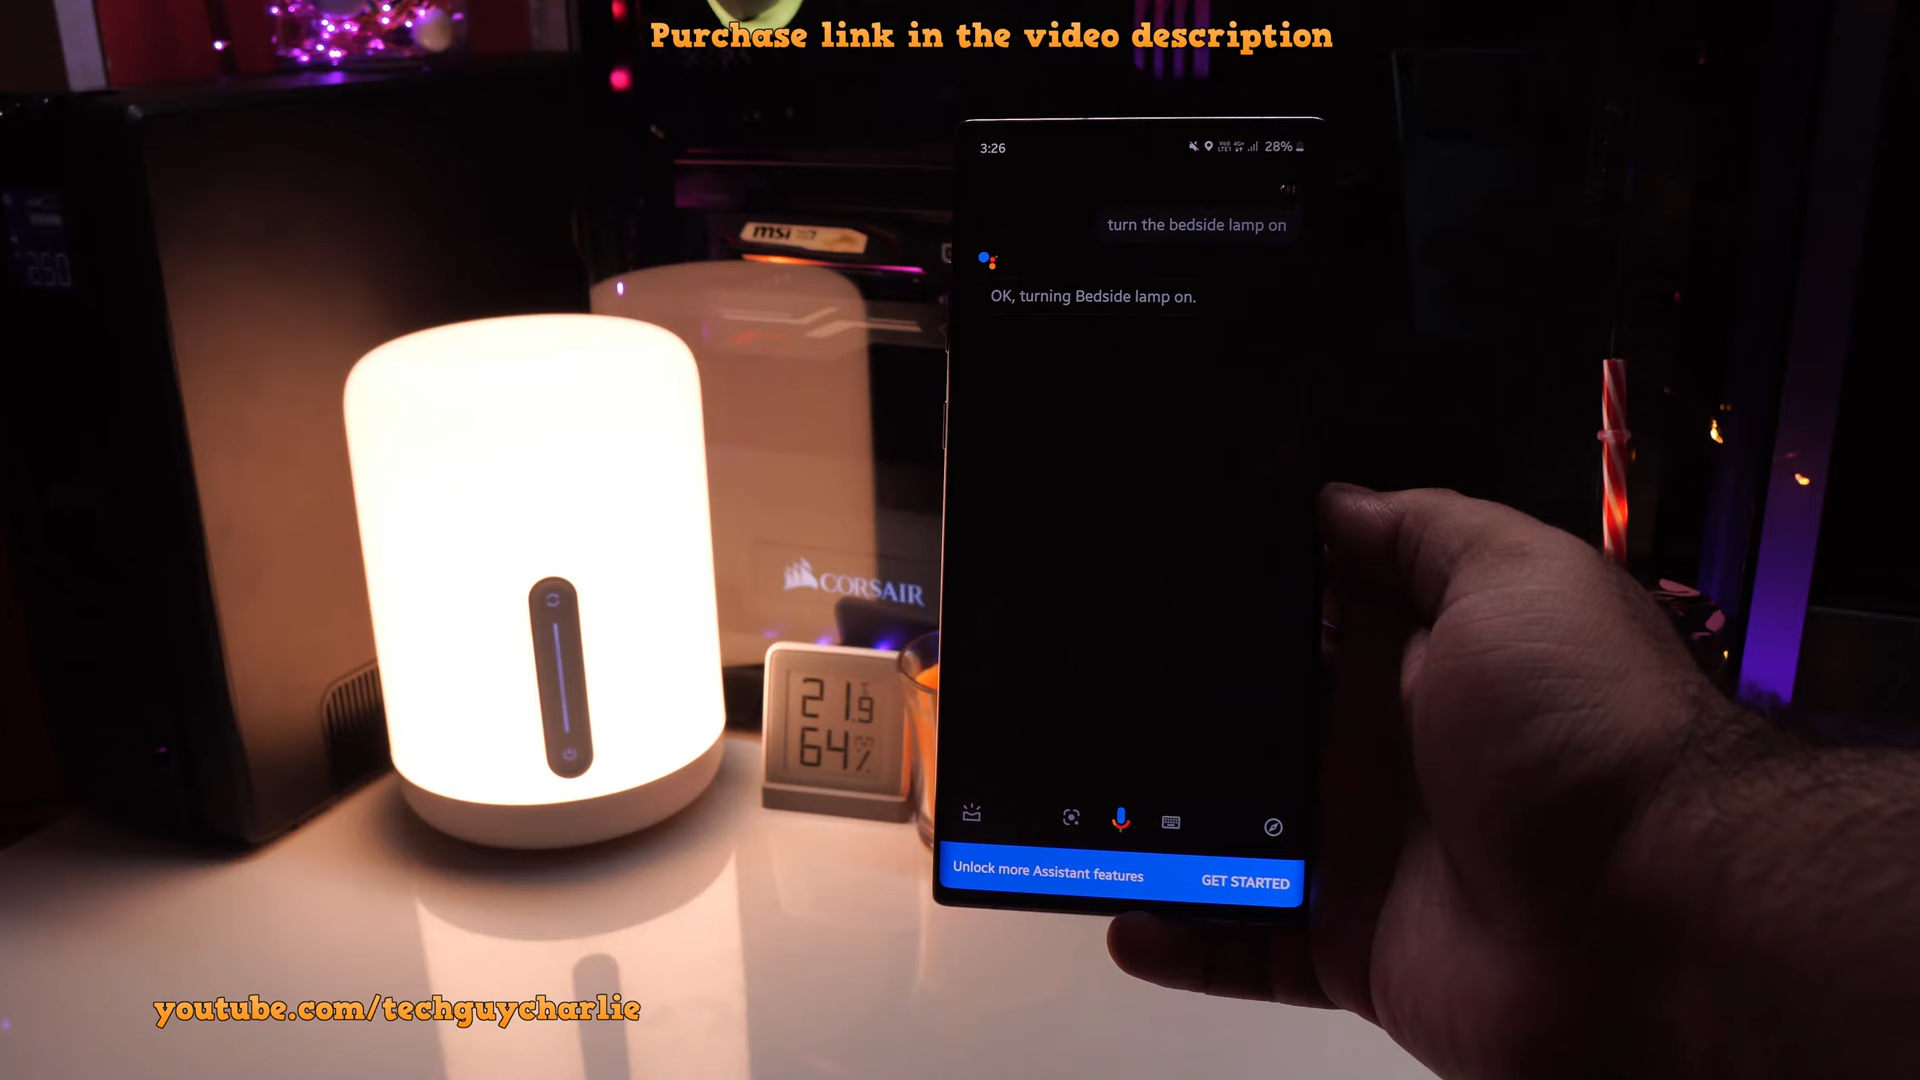 Purchase link in the video description
3:26
28%
turn the bedside lamp on
OK, turning Bedside lamp on.
msi
250
CORSAIR
21.9
64%
Unlock more Assistant features
GET STARTED
youtube.com/techguycharlie